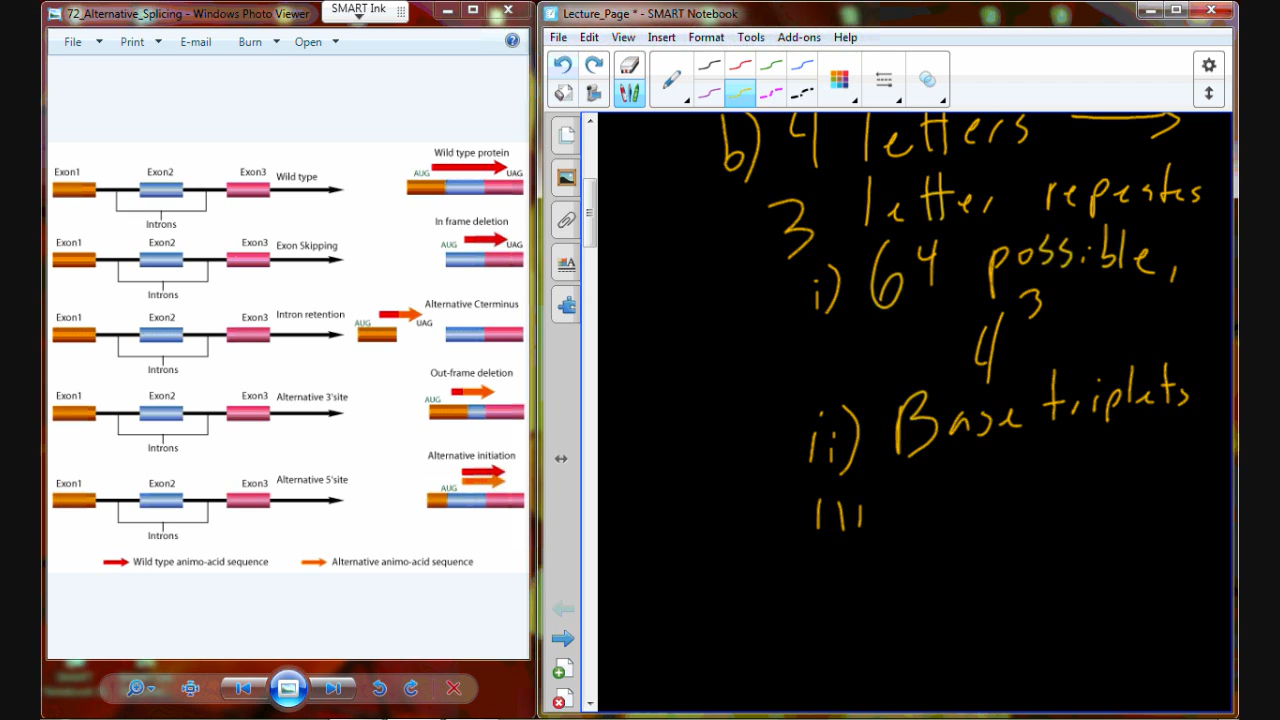 72_Alternative_Splicing - Windows Photo Viewer
SMART Ink
File Print E-mail Burn Open
Wild type protein
Exon1 Exon2 Exon3 Wild type AUG UAG
Introns
In frame deletion
Exon1 Exon2 Exon3 Exon Skipping AUG UAG
Introns
Alternative Cterminus
Exon1 Exon2 Exon3 Intron retention AUG UAG
Introns
Out-frame deletion
Exon1 Exon2 Exon3 Alternative 3'site AUG
Introns
Alternative initiation
Exon1 Exon2 Exon3 Alternative 5'site AUG
Introns
Wild type animo-acid sequence Alternative animo-acid sequence
Lecture_Page * - SMART Notebook
File Edit View Insert Format Tools Add-ons Help
b) 4 letters →
3 letter repeates
i) 64 possible,
4³
ii) Base triplets
iii